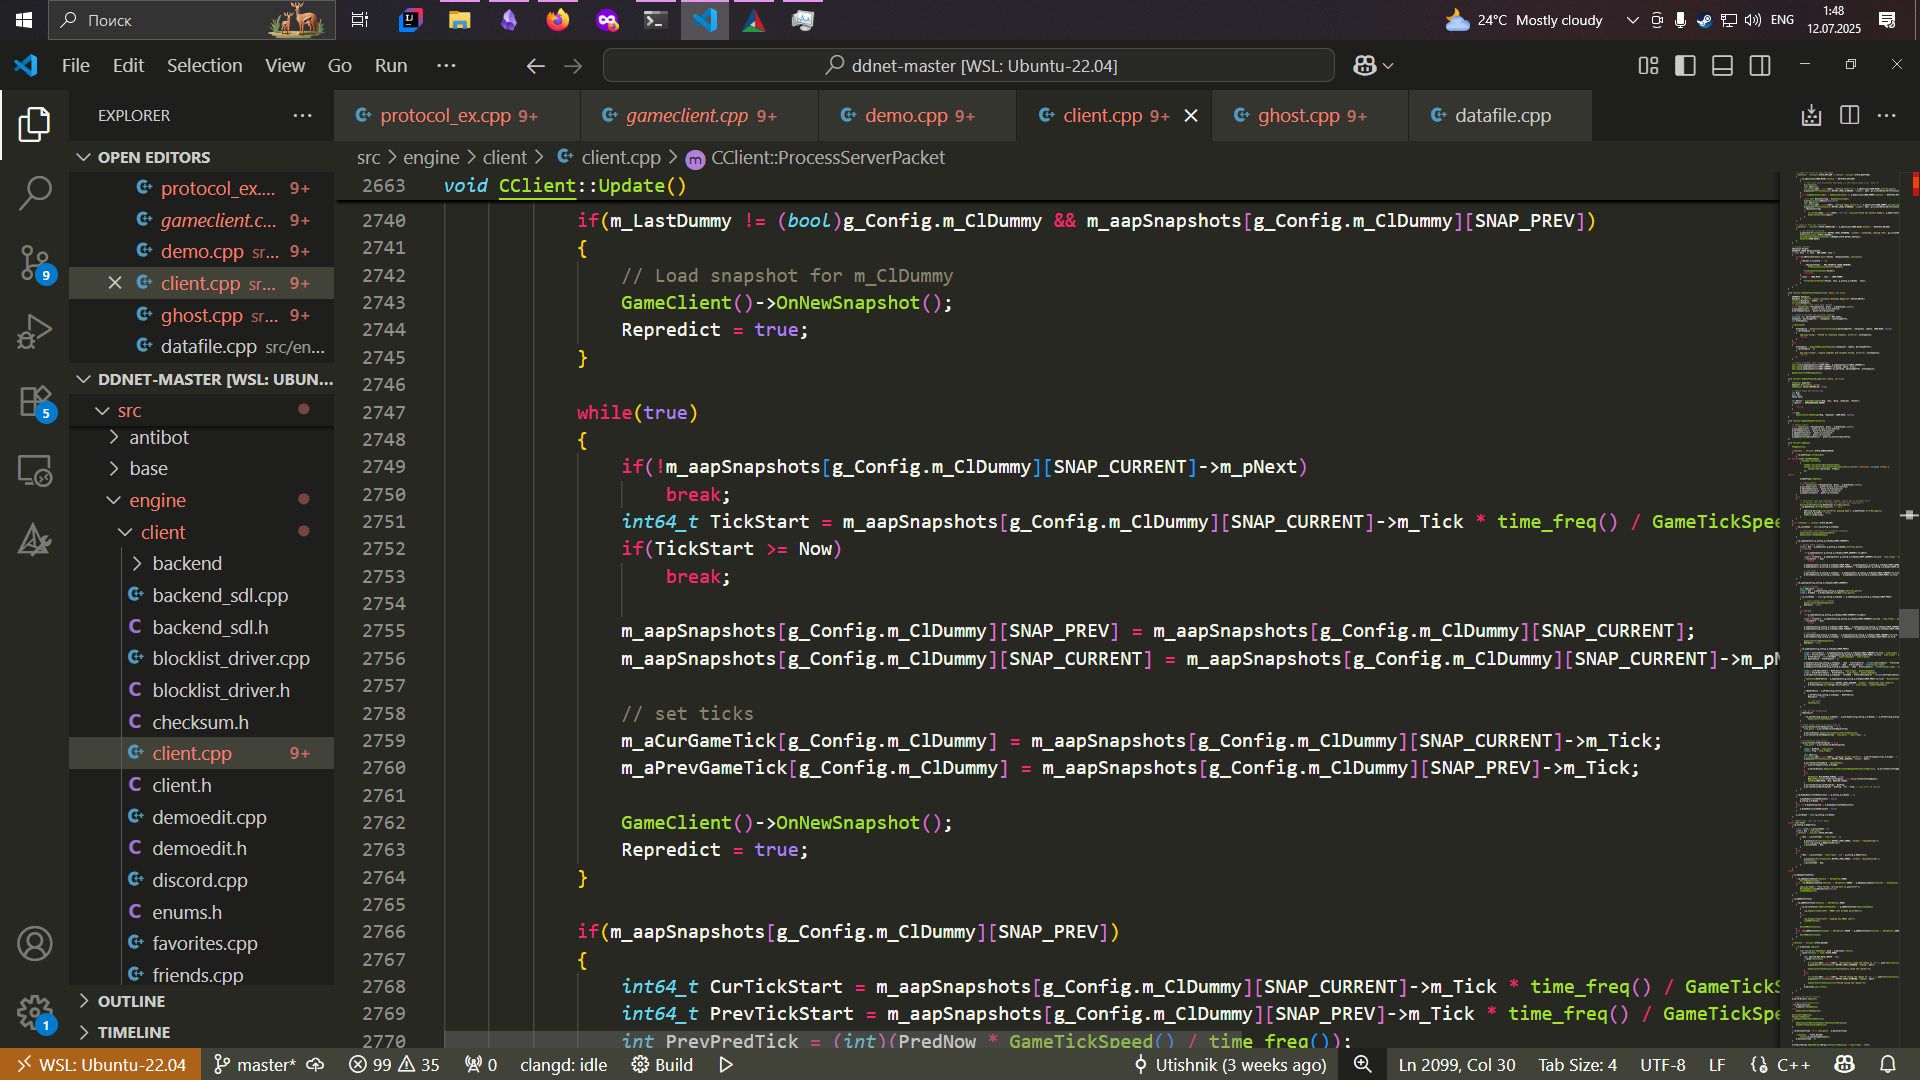 Поиск
24°C Mostly cloudy
ENG
1:48
12.07.2025
File Edit Selection View Go Run ···
ddnet-master [WSL: Ubuntu-22.04]
EXPLORER
protocol_ex.cpp 9+
gameclient.cpp 9+
demo.cpp 9+
client.cpp 9+
ghost.cpp 9+
datafile.cpp
OPEN EDITORS
protocol_ex.... 9+
gameclient.c... 9+
demo.cpp sr... 9+
client.cpp sr... 9+
ghost.cpp sr... 9+
datafile.cpp src/en...
DDNET-MASTER [WSL: UBUN...
src
antibot
base
engine
client
backend
backend_sdl.cpp
backend_sdl.h
blocklist_driver.cpp
blocklist_driver.h
checksum.h
client.cpp 9+
client.h
demoedit.cpp
demoedit.h
discord.cpp
enums.h
favorites.cpp
friends.cpp
OUTLINE
TIMELINE
9
5
1
src > engine > client > client.cpp > CClient::ProcessServerPacket
2663 void CClient::Update()
2740 if(m_LastDummy != (bool)g_Config.m_ClDummy && m_aapSnapshots[g_Config.m_ClDummy][SNAP_PREV])
2741 {
2742 // Load snapshot for m_ClDummy
2743 GameClient()->OnNewSnapshot();
2744 Repredict = true;
2745 }
2746
2747 while(true)
2748 {
2749 if(!m_aapSnapshots[g_Config.m_ClDummy][SNAP_CURRENT]->m_pNext)
2750 break;
2751 int64_t TickStart = m_aapSnapshots[g_Config.m_ClDummy][SNAP_CURRENT]->m_Tick * time_freq() / GameTickSpee
2752 if(TickStart >= Now)
2753 break;
2754
2755 m_aapSnapshots[g_Config.m_ClDummy][SNAP_PREV] = m_aapSnapshots[g_Config.m_ClDummy][SNAP_CURRENT];
2756 m_aapSnapshots[g_Config.m_ClDummy][SNAP_CURRENT] = m_aapSnapshots[g_Config.m_ClDummy][SNAP_CURRENT]->m_pN
2757
2758 // set ticks
2759 m_aCurGameTick[g_Config.m_ClDummy] = m_aapSnapshots[g_Config.m_ClDummy][SNAP_CURRENT]->m_Tick;
2760 m_aPrevGameTick[g_Config.m_ClDummy] = m_aapSnapshots[g_Config.m_ClDummy][SNAP_PREV]->m_Tick;
2761
2762 GameClient()->OnNewSnapshot();
2763 Repredict = true;
2764 }
2765
2766 if(m_aapSnapshots[g_Config.m_ClDummy][SNAP_PREV])
2767 {
2768 int64_t CurTickStart = m_aapSnapshots[g_Config.m_ClDummy][SNAP_CURRENT]->m_Tick * time_freq() / GameTickS
2769 int64_t PrevTickStart = m_aapSnapshots[g_Config.m_ClDummy][SNAP_PREV]->m_Tick * time_freq() / GameTickSpe
2770 int PrevPredTick = (int)(PredNow * GameTickSpeed() / time_freq());
WSL: Ubuntu-22.04 master* 99 35 0 clangd: idle Build Utishnik (3 weeks ago) Ln 2099, Col 30 Tab Size: 4 UTF-8 LF {} C++